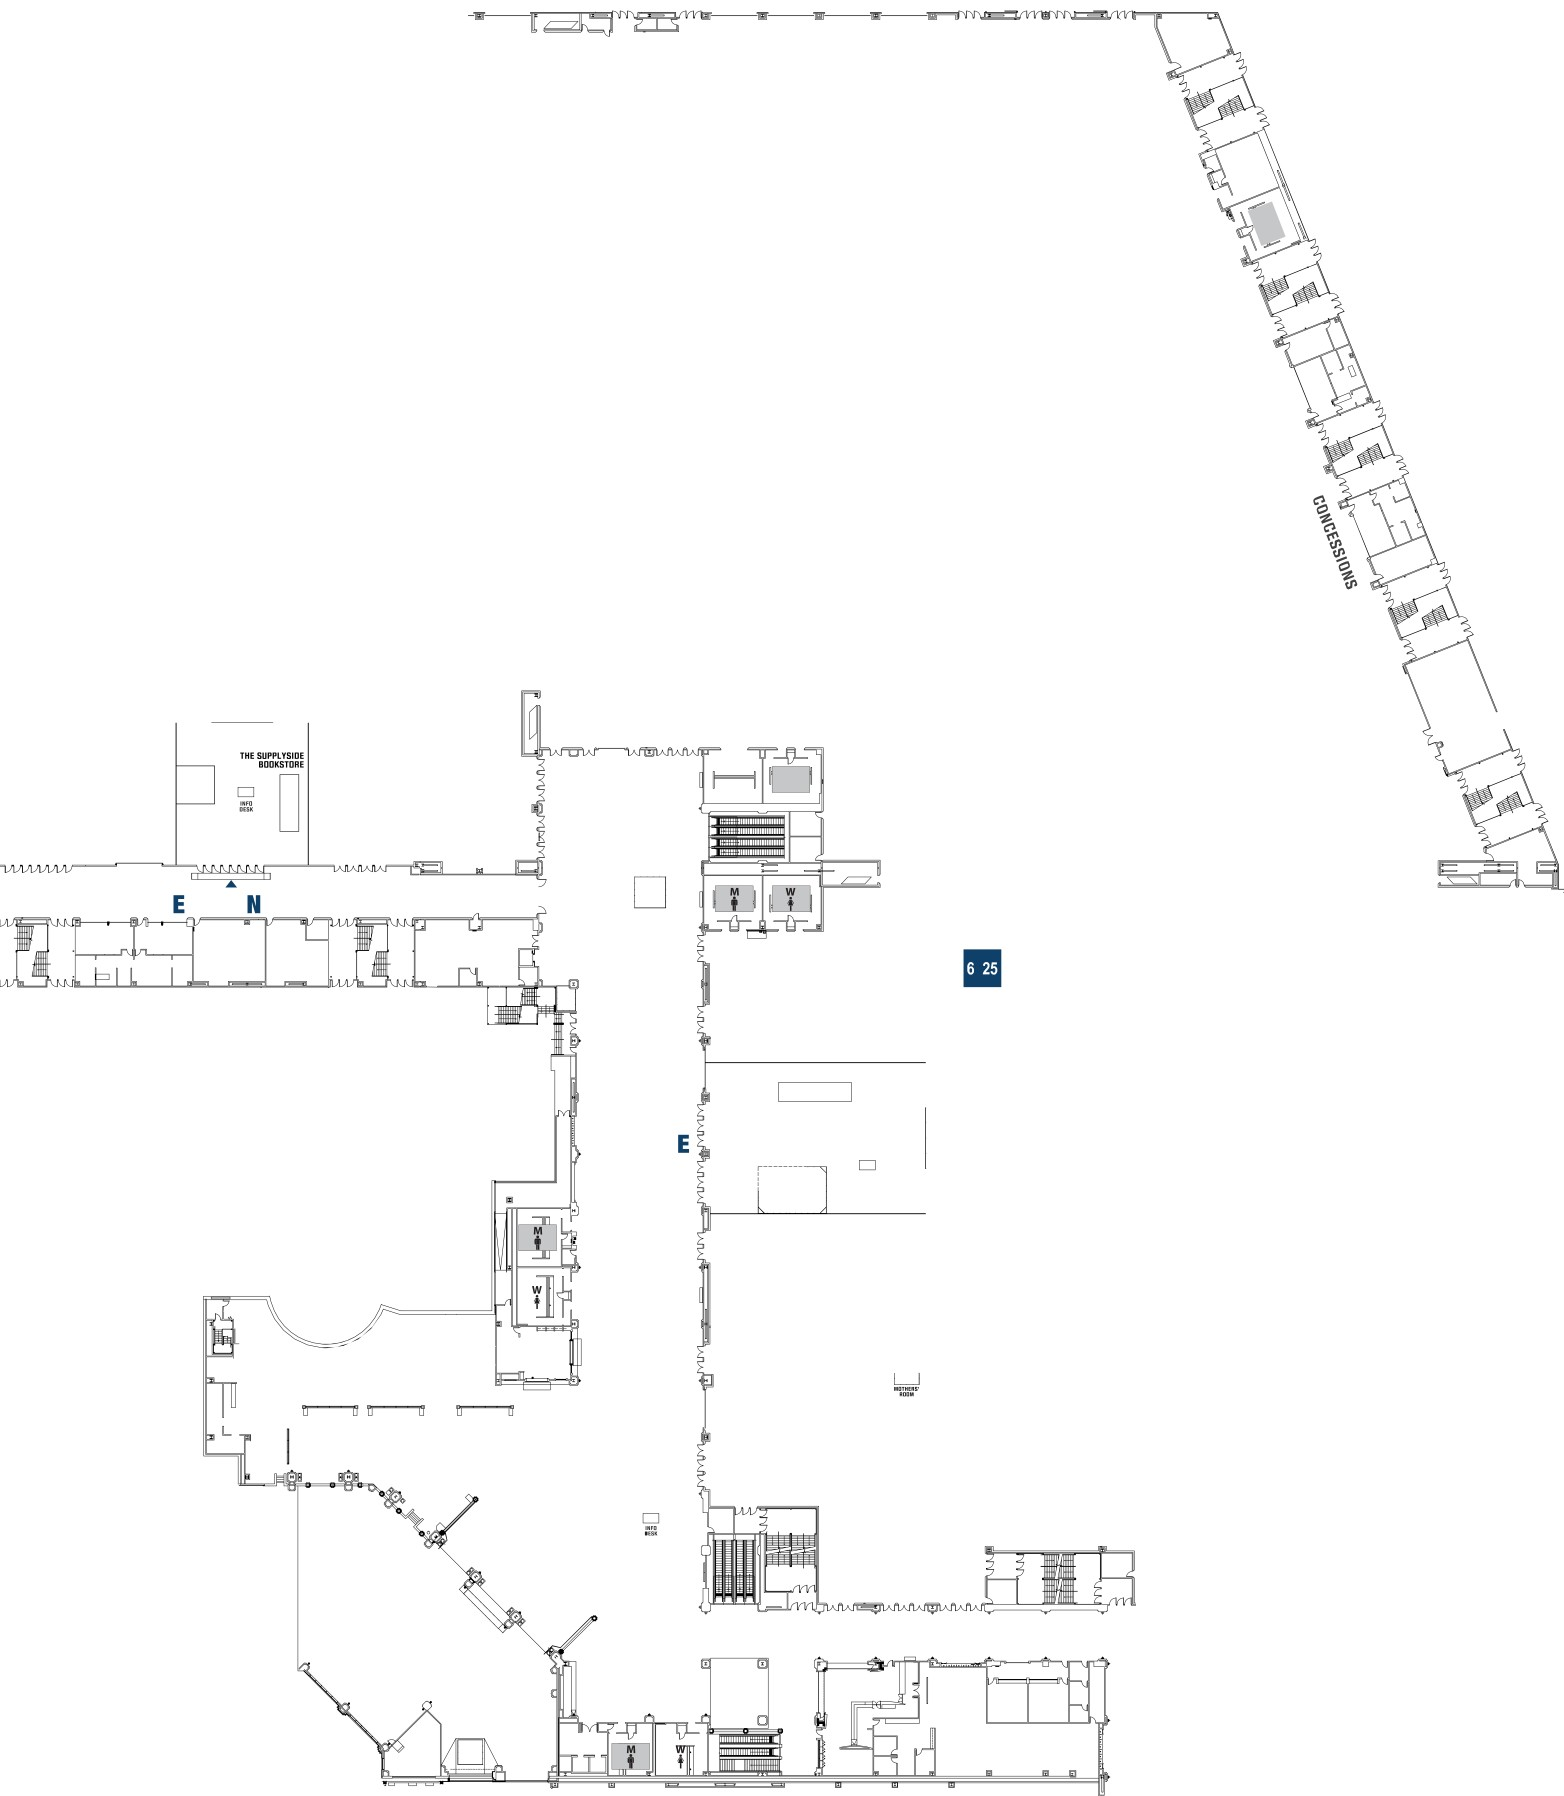 THE SUPPLYSIDE
BOOKSTORE
INFO
DESK
CONCESSIONS
E N
M W
6 25
E
M
W
MOTHERS'
ROOM
INFO
DESK
M W